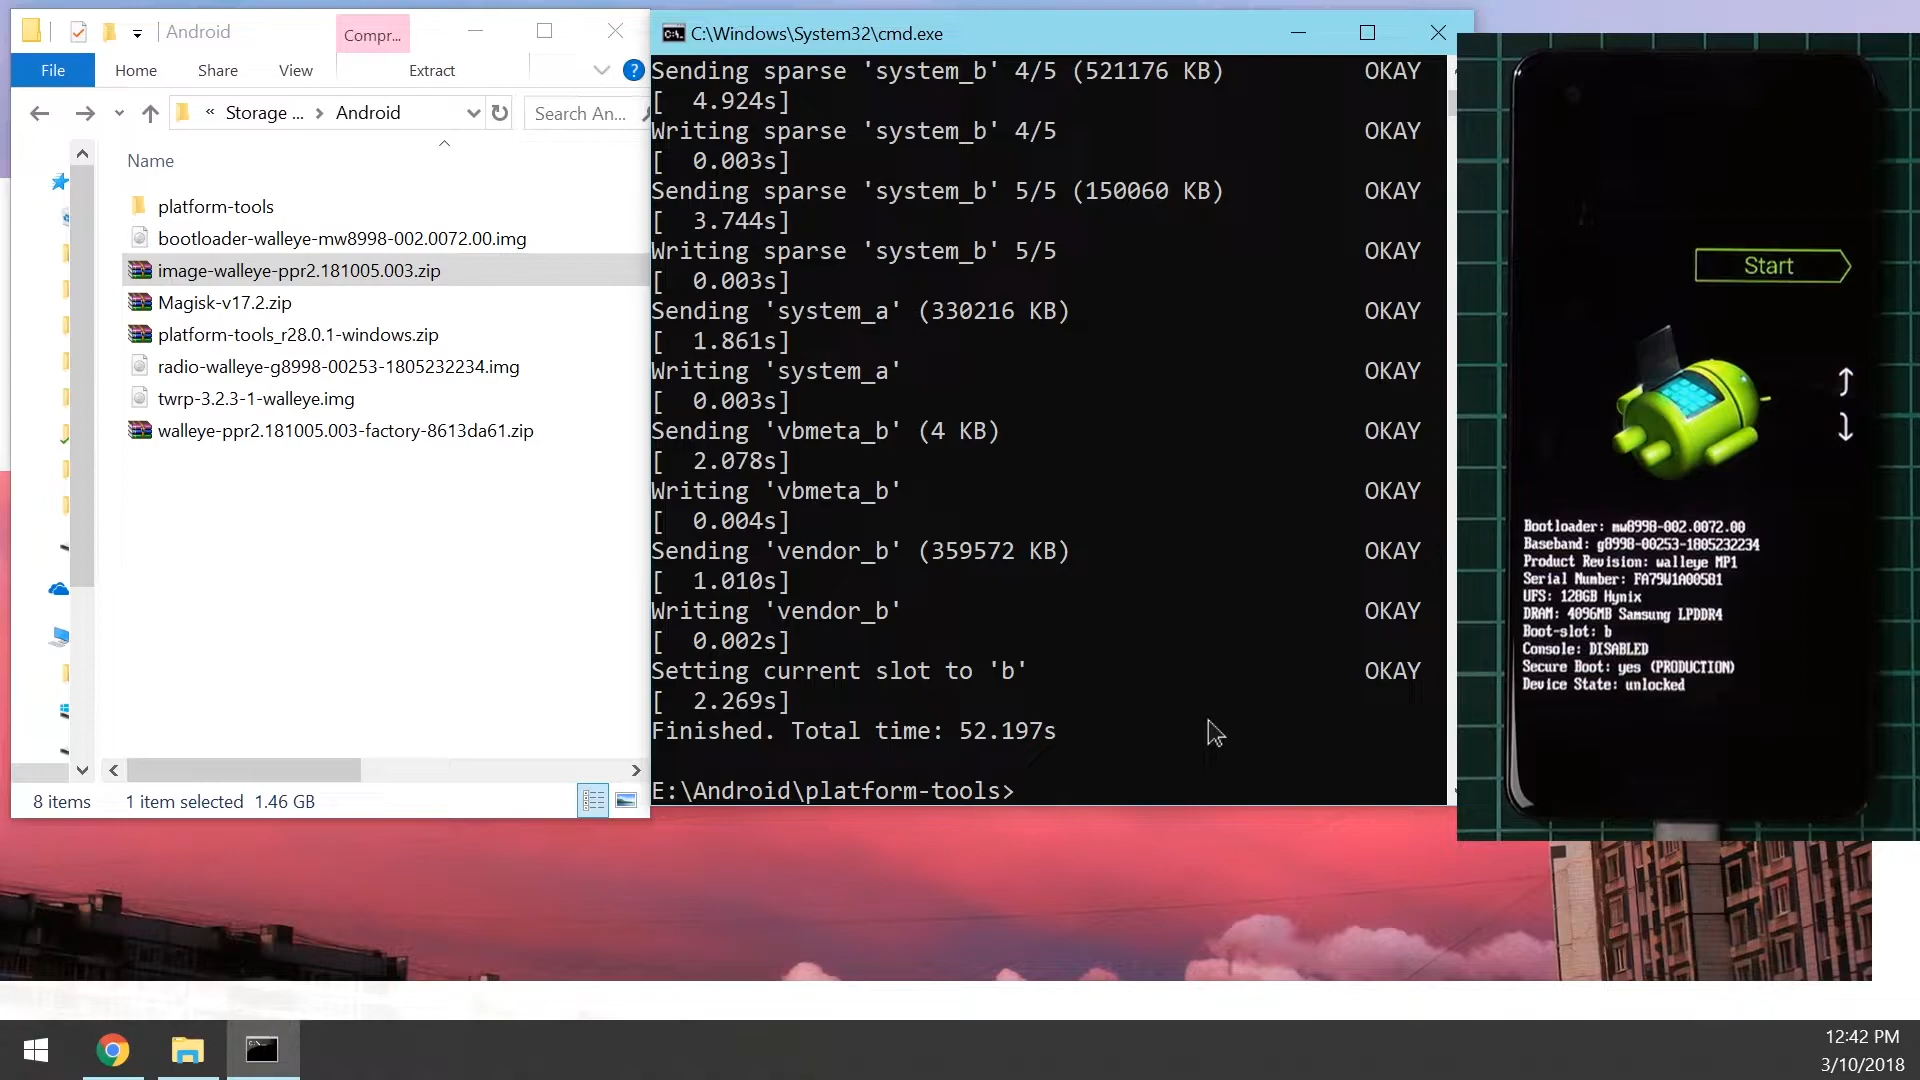 Android
Compr...
File
Home
Share
View
Extract
?
« Storage ... > Android
Search An...
Name
platform-tools
bootloader-walleye-mw8998-002.0072.00.img
image-walleye-ppr2.181005.003.zip
Magisk-v17.2.zip
platform-tools_r28.0.1-windows.zip
radio-walleye-g8998-00253-1805232234.img
twrp-3.2.3-1-walleye.img
walleye-ppr2.181005.003-factory-8613da61.zip
8 items 1 item selected 1.46 GB
C:\Windows\System32\cmd.exe
Sending sparse 'system_b' 4/5 (521176 KB) OKAY
[ 4.924s]
Writing sparse 'system_b' 4/5 OKAY
[ 0.003s]
Sending sparse 'system_b' 5/5 (150060 KB) OKAY
[ 3.744s]
Writing sparse 'system_b' 5/5 OKAY
[ 0.003s]
Sending 'system_a' (330216 KB) OKAY
[ 1.861s]
Writing 'system_a' OKAY
[ 0.003s]
Sending 'vbmeta_b' (4 KB) OKAY
[ 2.078s]
Writing 'vbmeta_b' OKAY
[ 0.004s]
Sending 'vendor_b' (359572 KB) OKAY
[ 1.010s]
Writing 'vendor_b' OKAY
[ 0.002s]
Setting current slot to 'b' OKAY
[ 2.269s]
Finished. Total time: 52.197s
E:\Android\platform-tools>
Start
Bootloader: mw8998-002.0072.00
Baseband: g8998-00253-1805232234
Product Revision: walleye MP1
Serial Number: FA79W1A00581
UFS: 128GB Hynix
DRAM: 4096MB Samsung LPDDR4
Boot-slot: b
Console: DISABLED
Secure Boot: yes (PRODUCTION)
Device State: unlocked
12:42 PM
3/10/2018